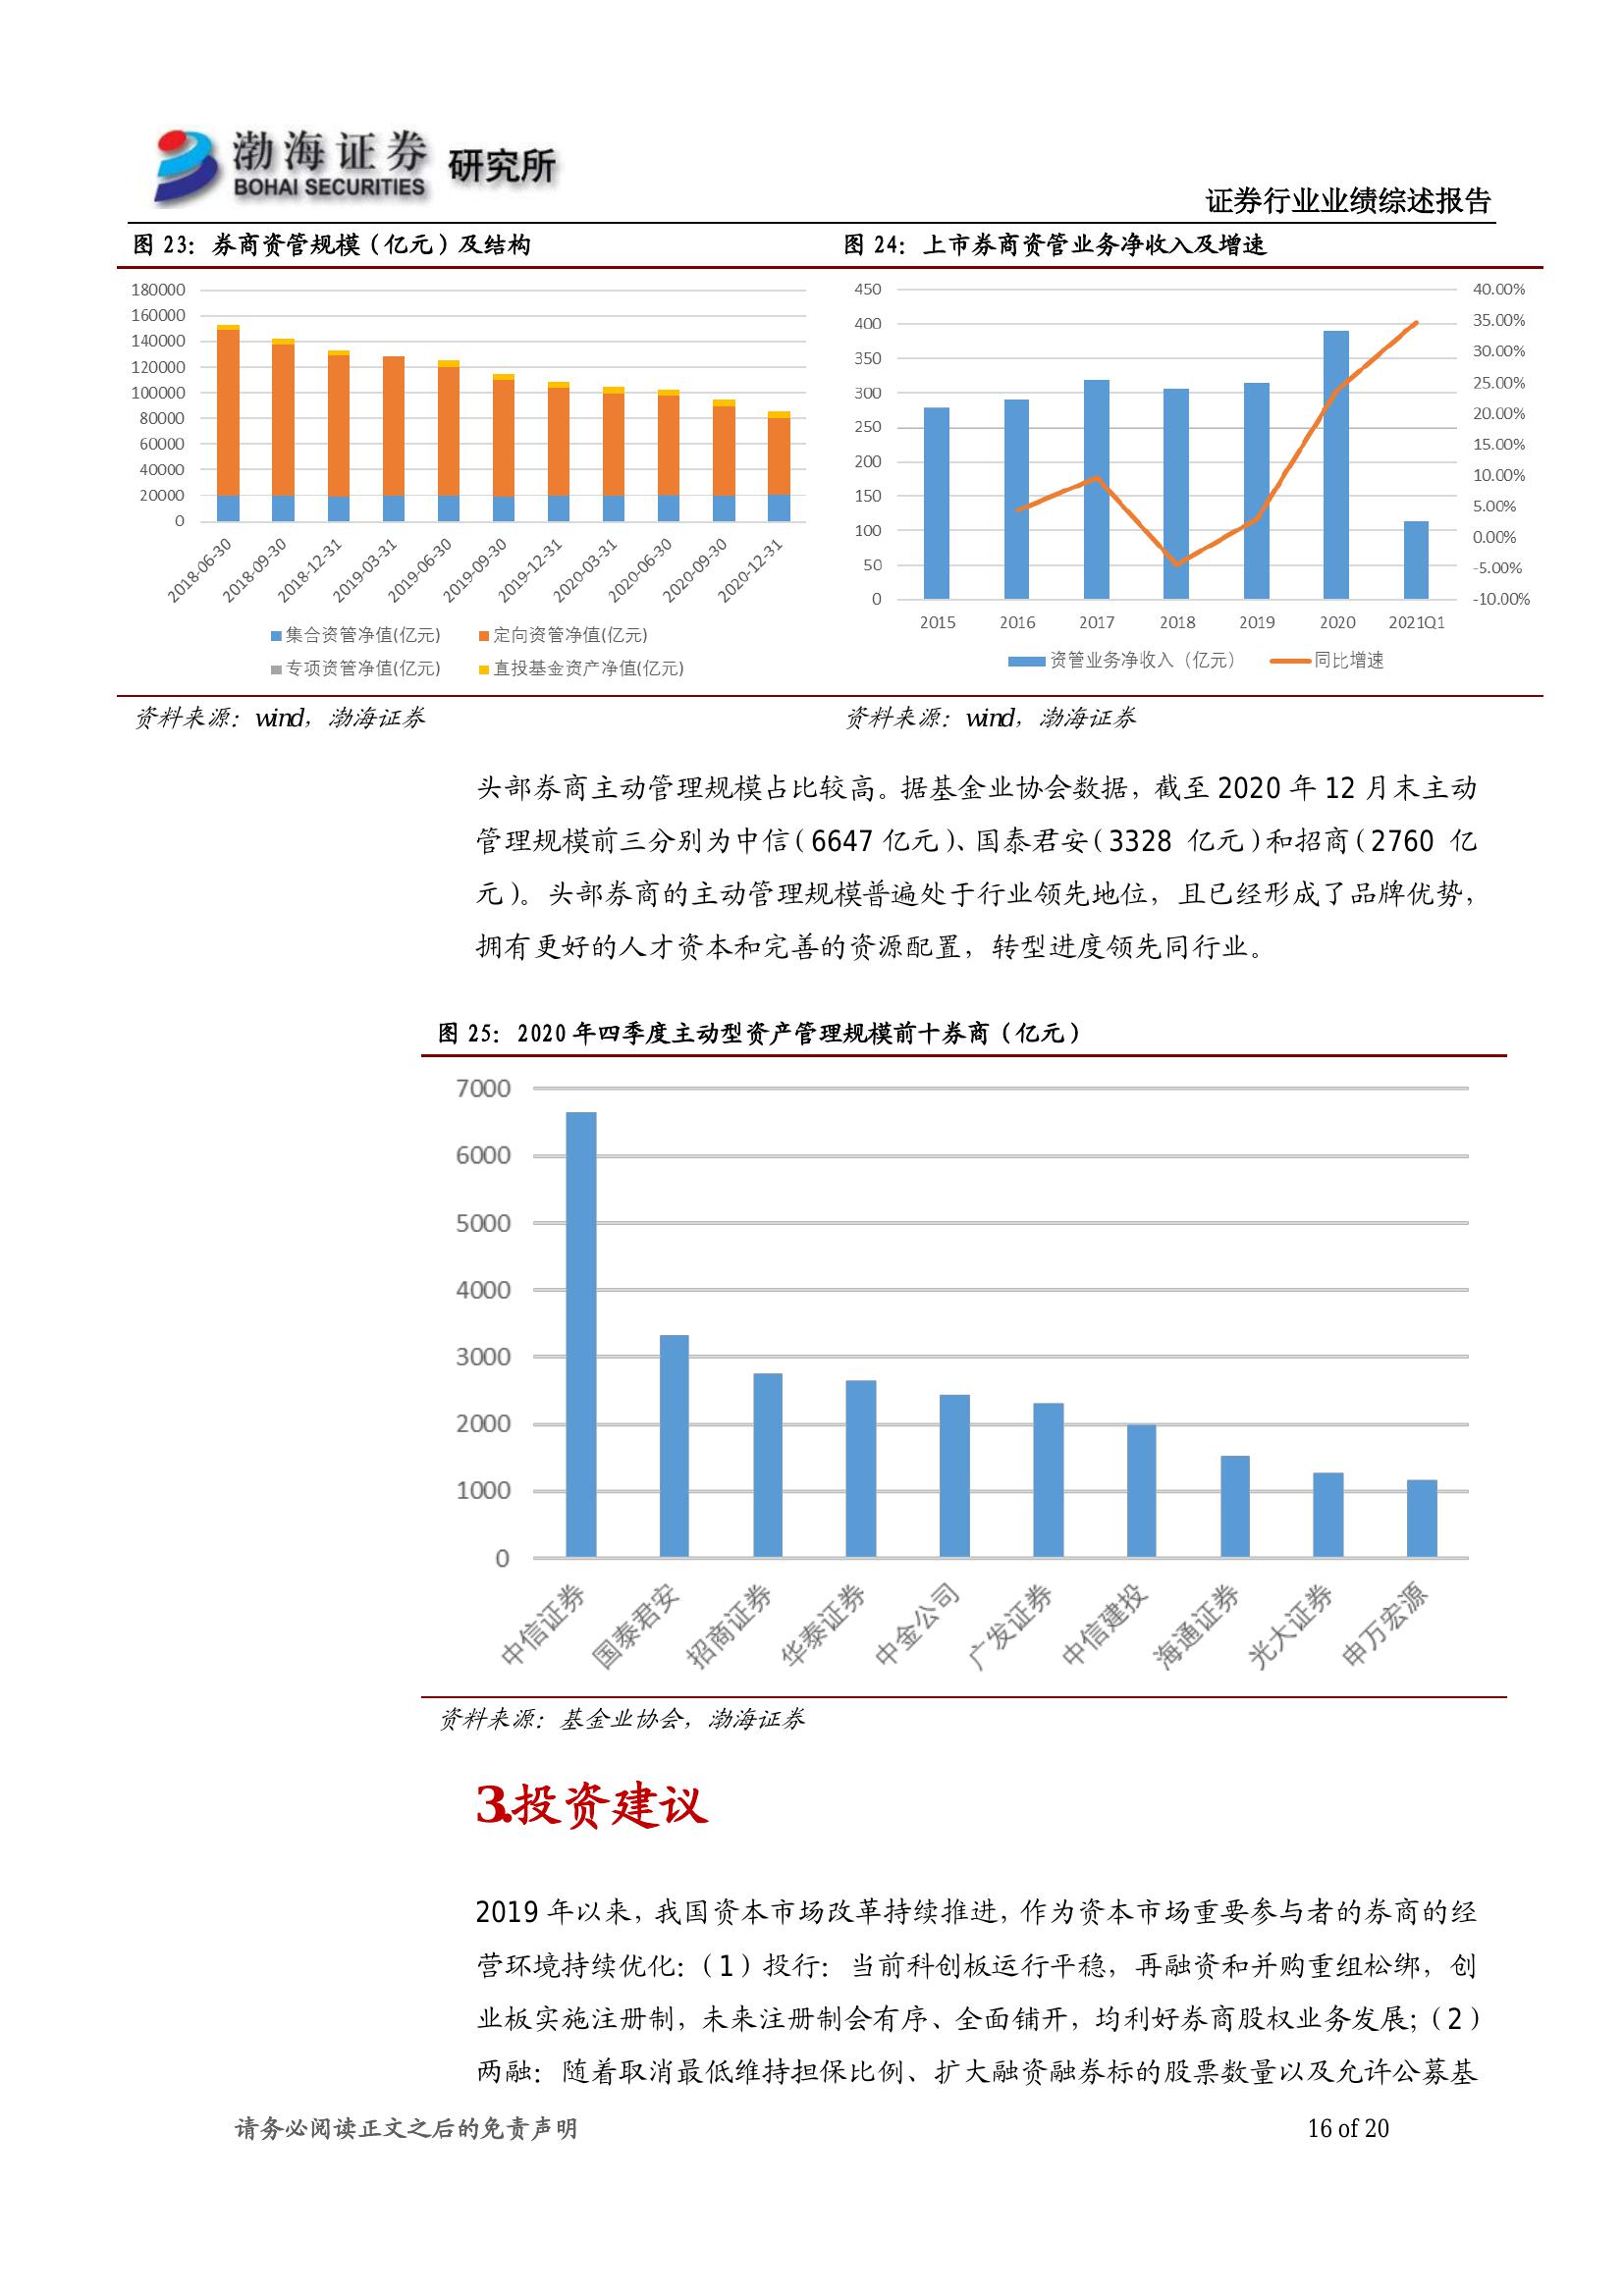 渤海证券 研究所
BOHAI SECURITIES
证券行业业绩综述报告
图 23：券商资管规模（亿元）及结构
180000
160000
140000
120000
100000
80000
60000
40000
20000
0
2018-06-30
2018-09-30
2018-12-31
2019-03-31
2019-06-30
2019-09-30
2019-12-31
2020-03-31
2020-06-30
2020-09-30
2020-12-31
集合资管净值(亿元) 定向资管净值(亿元)
专项资管净值(亿元) 直投基金资产净值(亿元)
资料来源：wind，渤海证券
图 24：上市券商资管业务净收入及增速
450
400
350
300
250
200
150
100
50
0
40.00%
35.00%
30.00%
25.00%
20.00%
15.00%
10.00%
5.00%
0.00%
-5.00%
-10.00%
2015 2016 2017 2018 2019 2020 2021Q1
资管业务净收入（亿元） 同比增速
资料来源：wind，渤海证券
头部券商主动管理规模占比较高。据基金业协会数据，截至 2020 年 12 月末主动
管理规模前三分别为中信（6647 亿元）、国泰君安（3328 亿元）和招商（2760 亿
元）。头部券商的主动管理规模普遍处于行业领先地位，且已经形成了品牌优势，
拥有更好的人才资本和完善的资源配置，转型进度领先同行业。
图 25：2020 年四季度主动型资产管理规模前十券商（亿元）
7000
6000
5000
4000
3000
2000
1000
0
中信证券
国泰君安
招商证券
华泰证券
中金公司
广发证券
中信建投
海通证券
光大证券
申万宏源
资料来源：基金业协会，渤海证券
3.投资建议
2019 年以来，我国资本市场改革持续推进，作为资本市场重要参与者的券商的经
营环境持续优化：（1）投行：当前科创板运行平稳，再融资和并购重组松绑，创
业板实施注册制，未来注册制会有序、全面铺开，均利好券商股权业务发展；（2）
两融：随着取消最低维持担保比例、扩大融资融券标的股票数量以及允许公募基
请务必阅读正文之后的免责声明
16 of 20